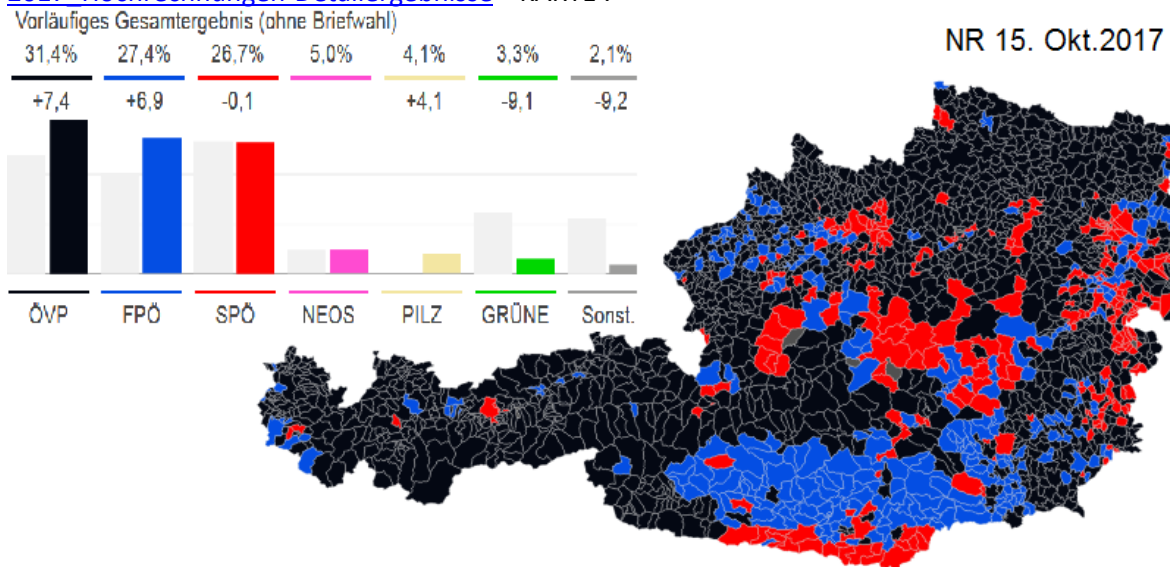 Vorläufiges Gesamtergebnis (ohne Briefwahl)
NR 15. Okt.2017
31,4% 27,4% 26,7% 5,0% 4,1% 3,3% 2,1%
+7,4 +6,9 -0,1 +4,1 -9,1 -9,2
ÖVP FPÖ SPÖ NEOS PILZ GRÜNE Sonst.